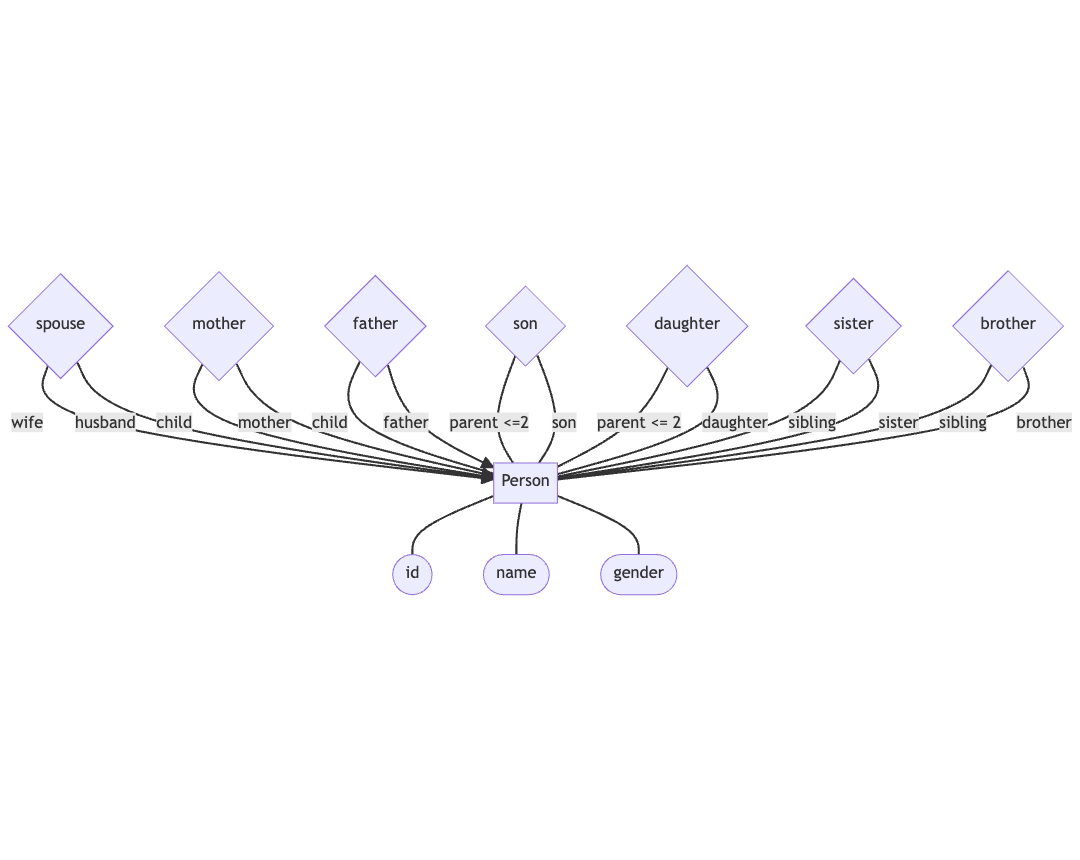 spouse
mother
father
son
daughter
sister
brother
wife
husband
child
mother
child
father
parent <=2
son
parent <= 2
daughter
sibling
sister
sibling
brother
Person
id
name
gender